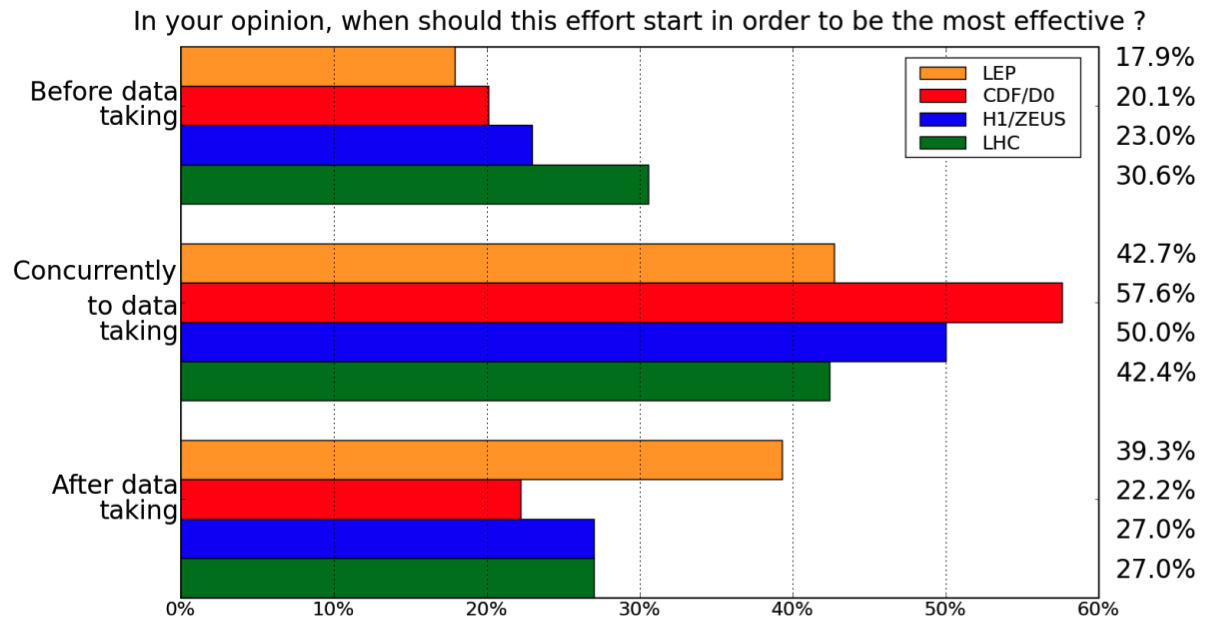 In your opinion, when should this effort start in order to be the most effective ?
LEP
CDF/D0
H1/ZEUS
LHC
Before data
taking
17.9%
20.1%
23.0%
30.6%
Concurrently
to data
taking
42.7%
57.6%
50.0%
42.4%
After data
taking
39.3%
22.2%
27.0%
27.0%
0% 10% 20% 30% 40% 50% 60%